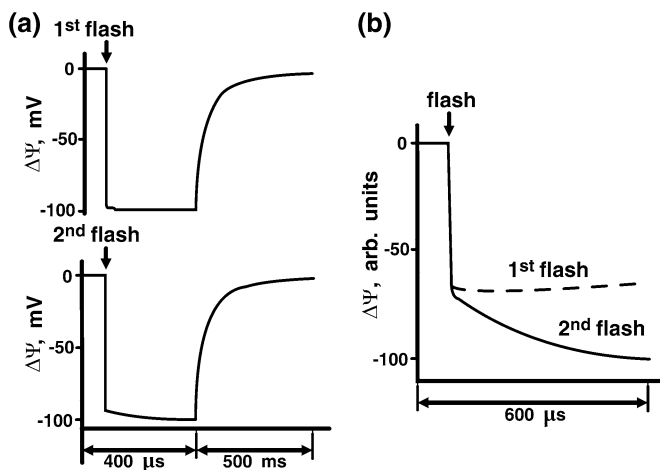 (a)
1st flash
0
-50
-100
ΔΨ, mV
2nd flash
0
-50
-100
ΔΨ, mV
400 μs
500 ms
(b)
flash
0
-50
-100
ΔΨ, arb. units
1st flash
2nd flash
600 μs